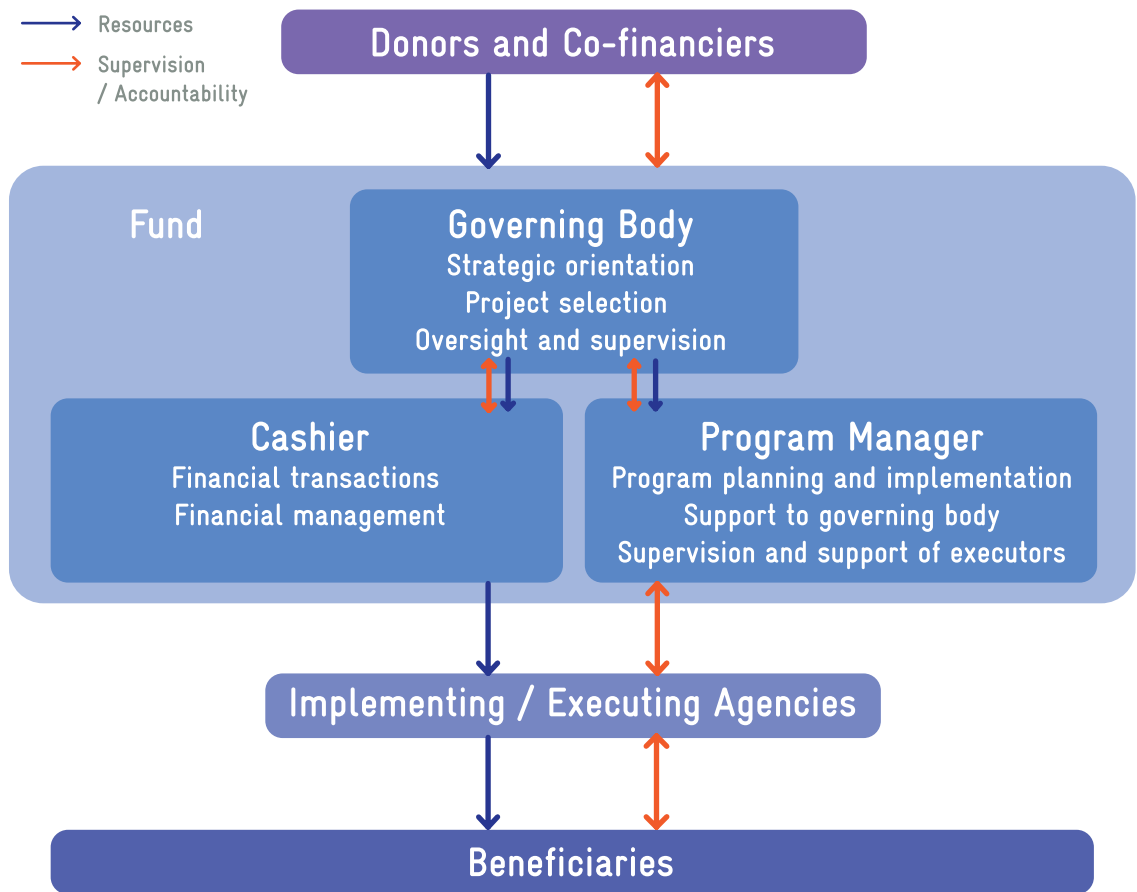 Resources
Supervision
/ Accountability
Donors and Co-financiers
Fund
Governing Body
Strategic orientation
Project selection
Oversight and supervision
Cashier
Financial transactions
Financial management
Program Manager
Program planning and implementation
Support to governing body
Supervision and support of executors
Implementing / Executing Agencies
Beneficiaries